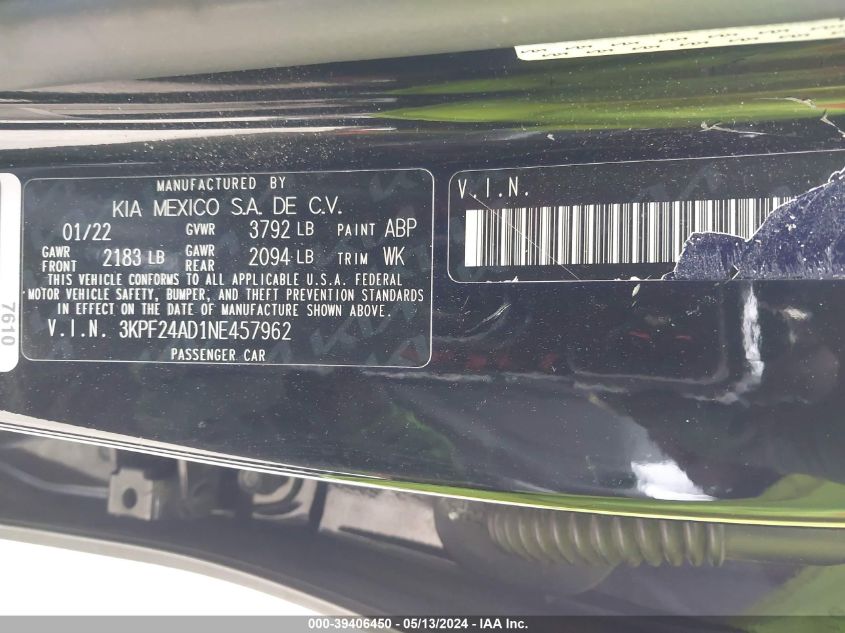 MANUFACTURED BY
KIA MEXICO S.A. DE C.V.
01/22 GVWR 3792 LB PAINT ABP
GAWR FRONT 2183 LB GAWR REAR 2094 LB TRIM WK
THIS VEHICLE CONFORMS TO ALL APPLICABLE U.S.A. FEDERAL
MOTOR VEHICLE SAFETY, BUMPER, AND THEFT PREVENTION STANDARDS
IN EFFECT ON THE DATE OF MANUFACTURE SHOWN ABOVE.
V.I.N. 3KPF24AD1NE457962
PASSENGER CAR
V.I.N.
7610
000-39406450 - 05/13/2024 - IAA Inc.